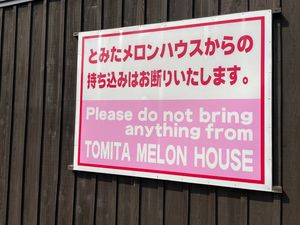 とみたメロンハウスからの
持ち込みはお断りいたします。
Please do not bring
anything from
TOMITA MELON HOUSE